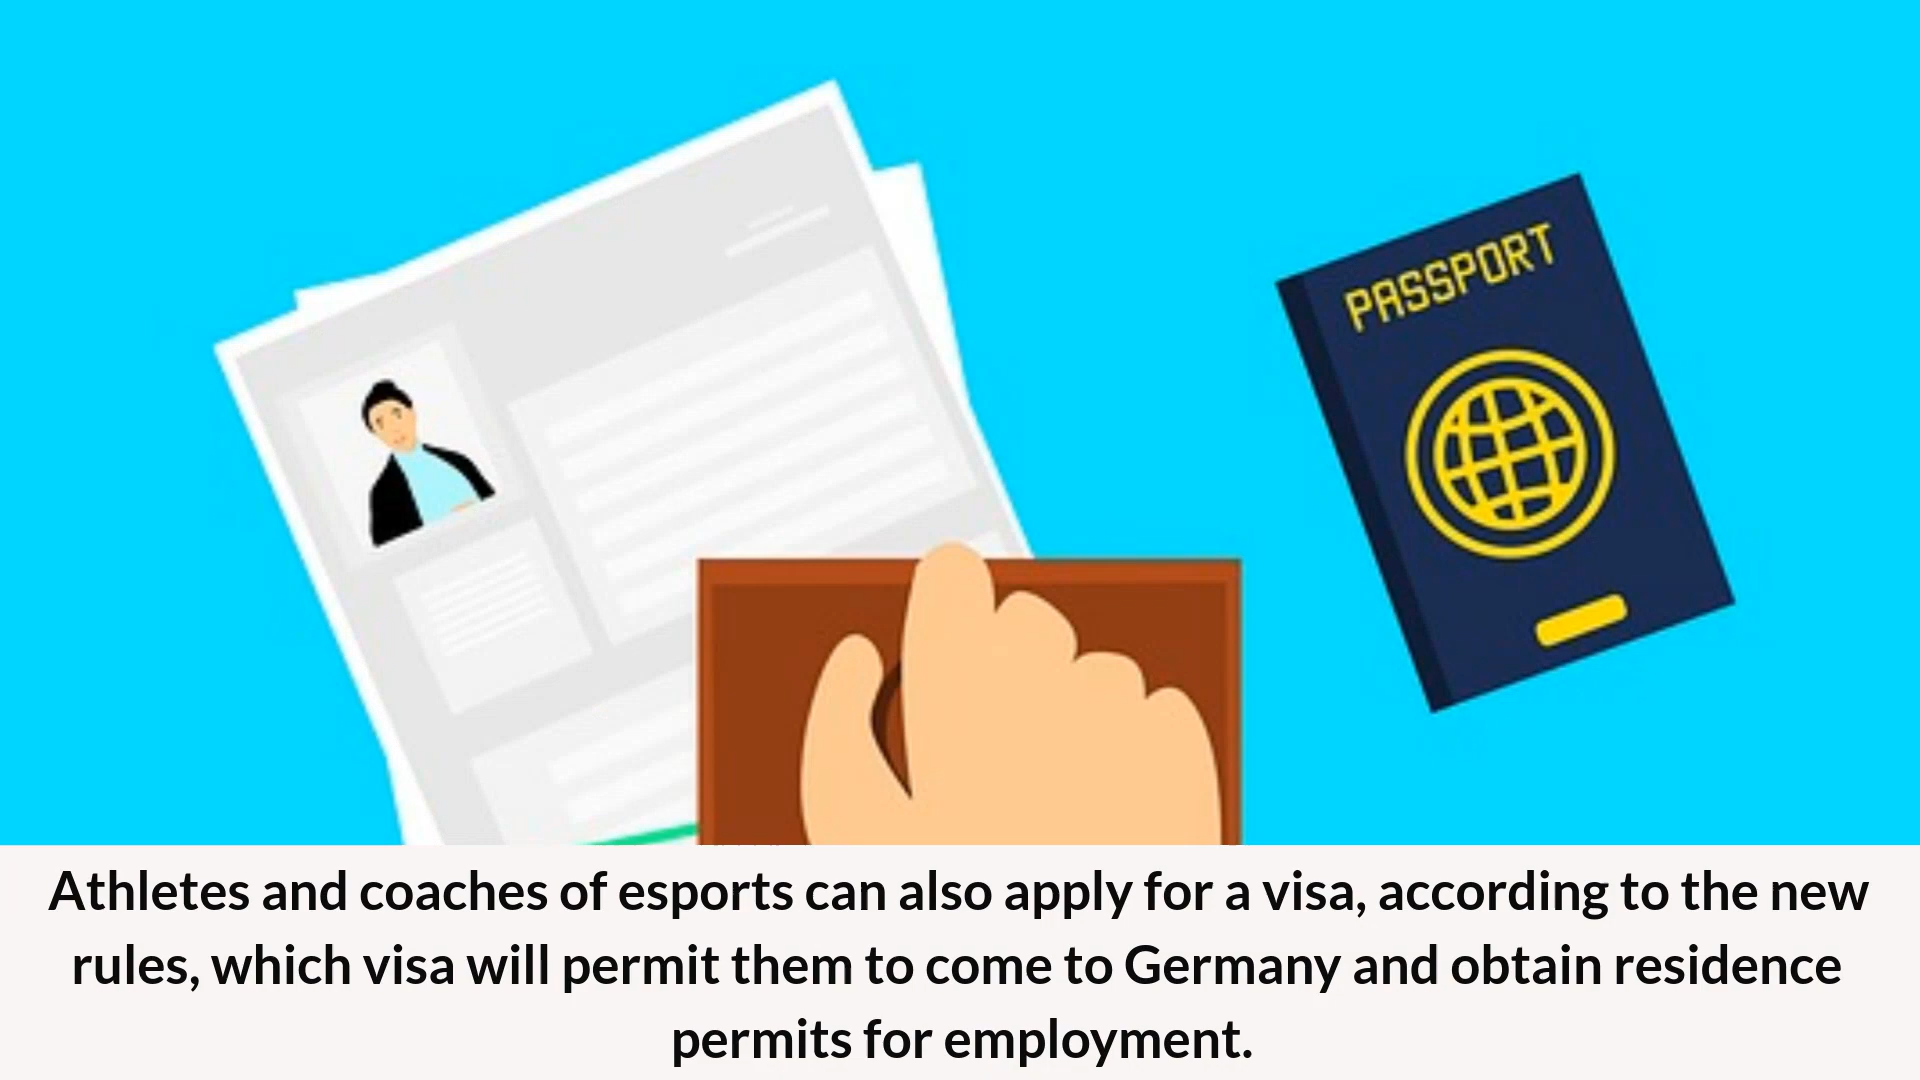 PASSPORT
Athletes and coaches of esports can also apply for a visa, according to the new
rules, which visa will permit them to come to Germany and obtain residence
permits for employment.